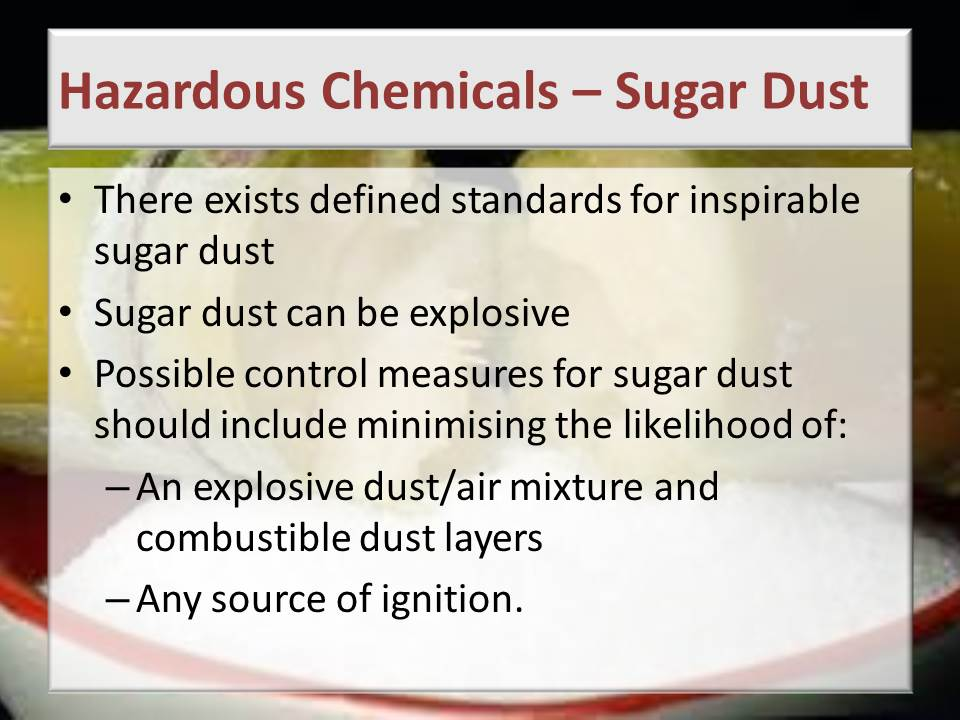 Hazardous Chemicals – Sugar Dust
• There exists defined standards for inspirable
sugar dust
• Sugar dust can be explosive
• Possible control measures for sugar dust
should include minimising the likelihood of:
– An explosive dust/air mixture and
combustible dust layers
– Any source of ignition.